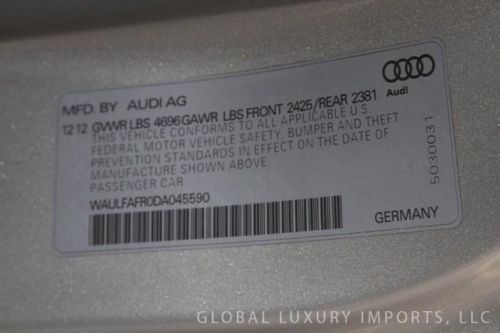 MFD. BY AUDI AG
Audi
12 12 GVWR LBS 4696 GAWR LBS FRONT 2425/REAR 2381
THIS VEHICLE CONFORMS TO ALL APPLICABLE U S
FEDERAL MOTOR VEHICLE SAFETY, BUMPER AND THEFT
PREVENTION STANDARDS IN EFFECT ON THE DATE OF
MANUFACTURE INDICATED ABOVE
PASSENGER CAR
WAULFAFR0DA045590
5030031
GERMANY
GLOBAL LUXURY IMPORTS, LLC